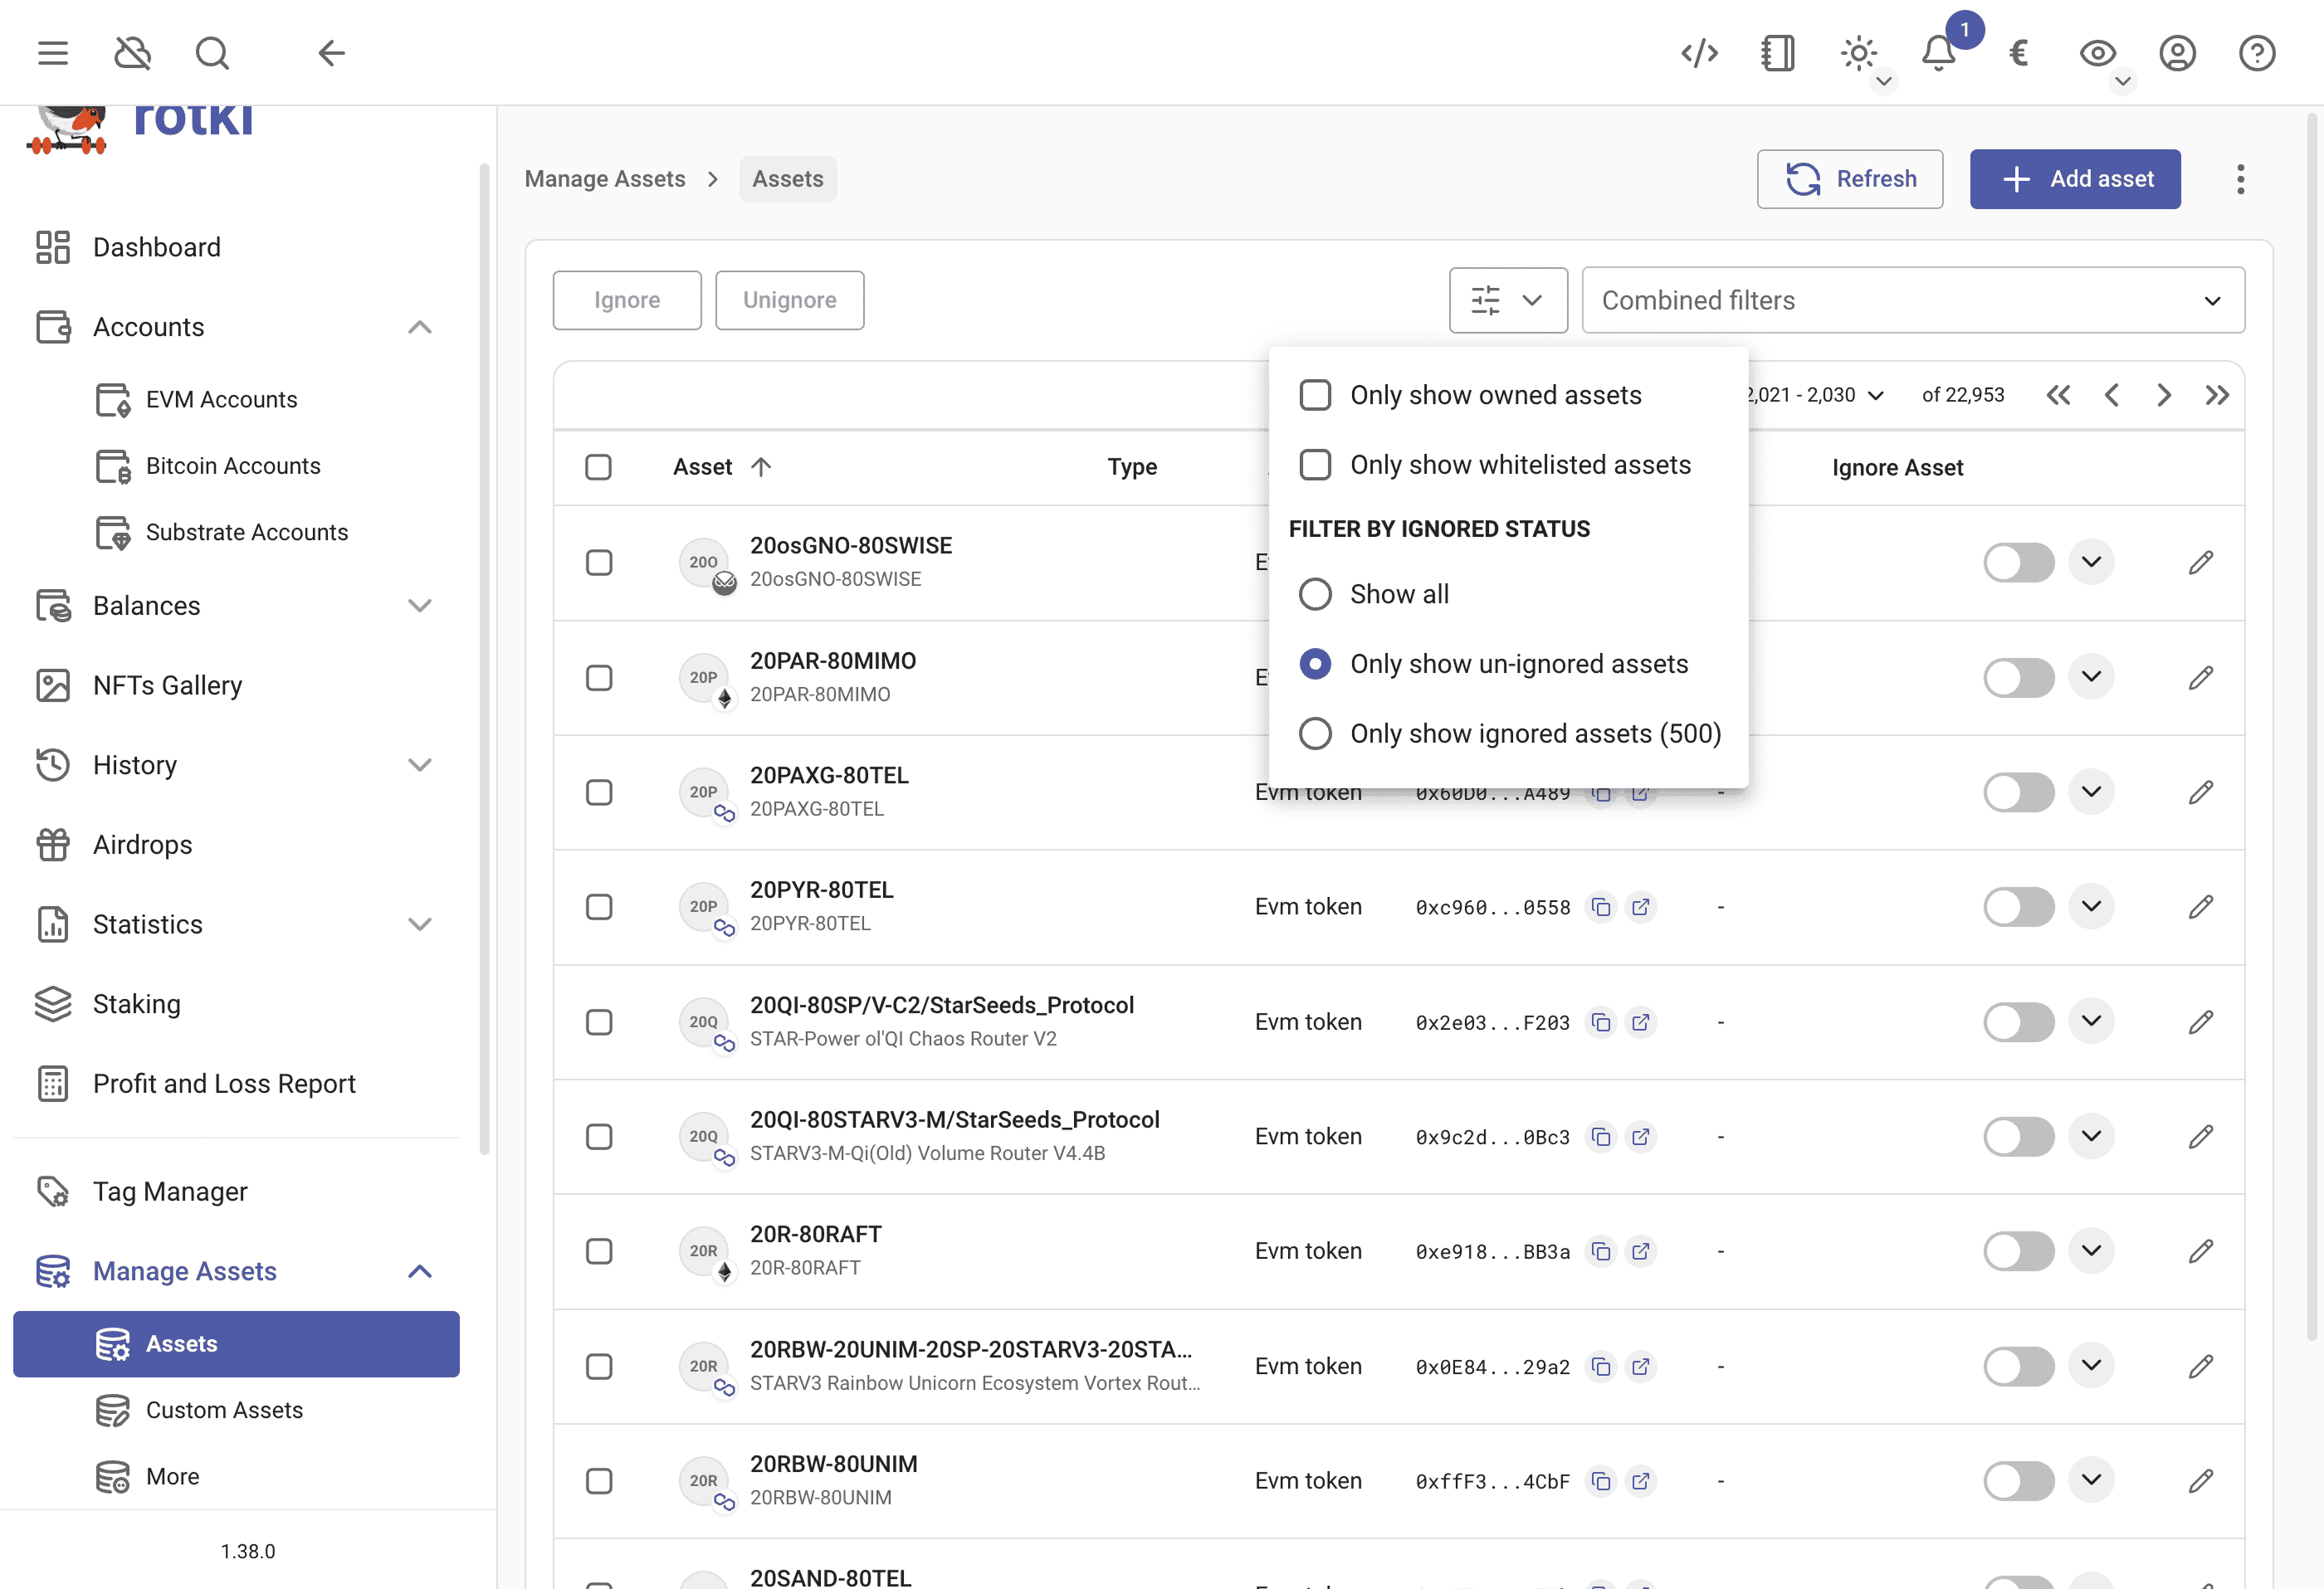 1
€
rotki
Manage Assets
Assets
Refresh
Add asset
Dashboard
Accounts
EVM Accounts
Bitcoin Accounts
Substrate Accounts
Balances
NFTs Gallery
History
Airdrops
Statistics
Staking
Profit and Loss Report
Tag Manager
Manage Assets
Assets
Custom Assets
More
1.38.0
Ignore
Unignore
Combined filters
Only show owned assets
Only show whitelisted assets
FILTER BY IGNORED STATUS
Show all
Only show un-ignored assets
Only show ignored assets (500)
2,021 - 2,030
of 22,953
Asset
Type
Ignore Asset
20O
20osGNO-80SWISE
20osGNO-80SWISE
20P
20PAR-80MIMO
20PAR-80MIMO
20P
20PAXG-80TEL
20PAXG-80TEL
Evm token
0x60D0...A489
-
20P
20PYR-80TEL
20PYR-80TEL
Evm token
0xc960...0558
-
20Q
20QI-80SP/V-C2/StarSeeds_Protocol
STAR-Power ol'QI Chaos Router V2
Evm token
0x2e03...F203
-
20Q
20QI-80STARV3-M/StarSeeds_Protocol
STARV3-M-Qi(Old) Volume Router V4.4B
Evm token
0x9c2d...0Bc3
-
20R
20R-80RAFT
20R-80RAFT
Evm token
0xe918...BB3a
-
20R
20RBW-20UNIM-20SP-20STARV3-20STA...
STARV3 Rainbow Unicorn Ecosystem Vortex Rout...
Evm token
0x0E84...29a2
-
20R
20RBW-80UNIM
20RBW-80UNIM
Evm token
0xffF3...4CbF
-
20SAND-80TEL